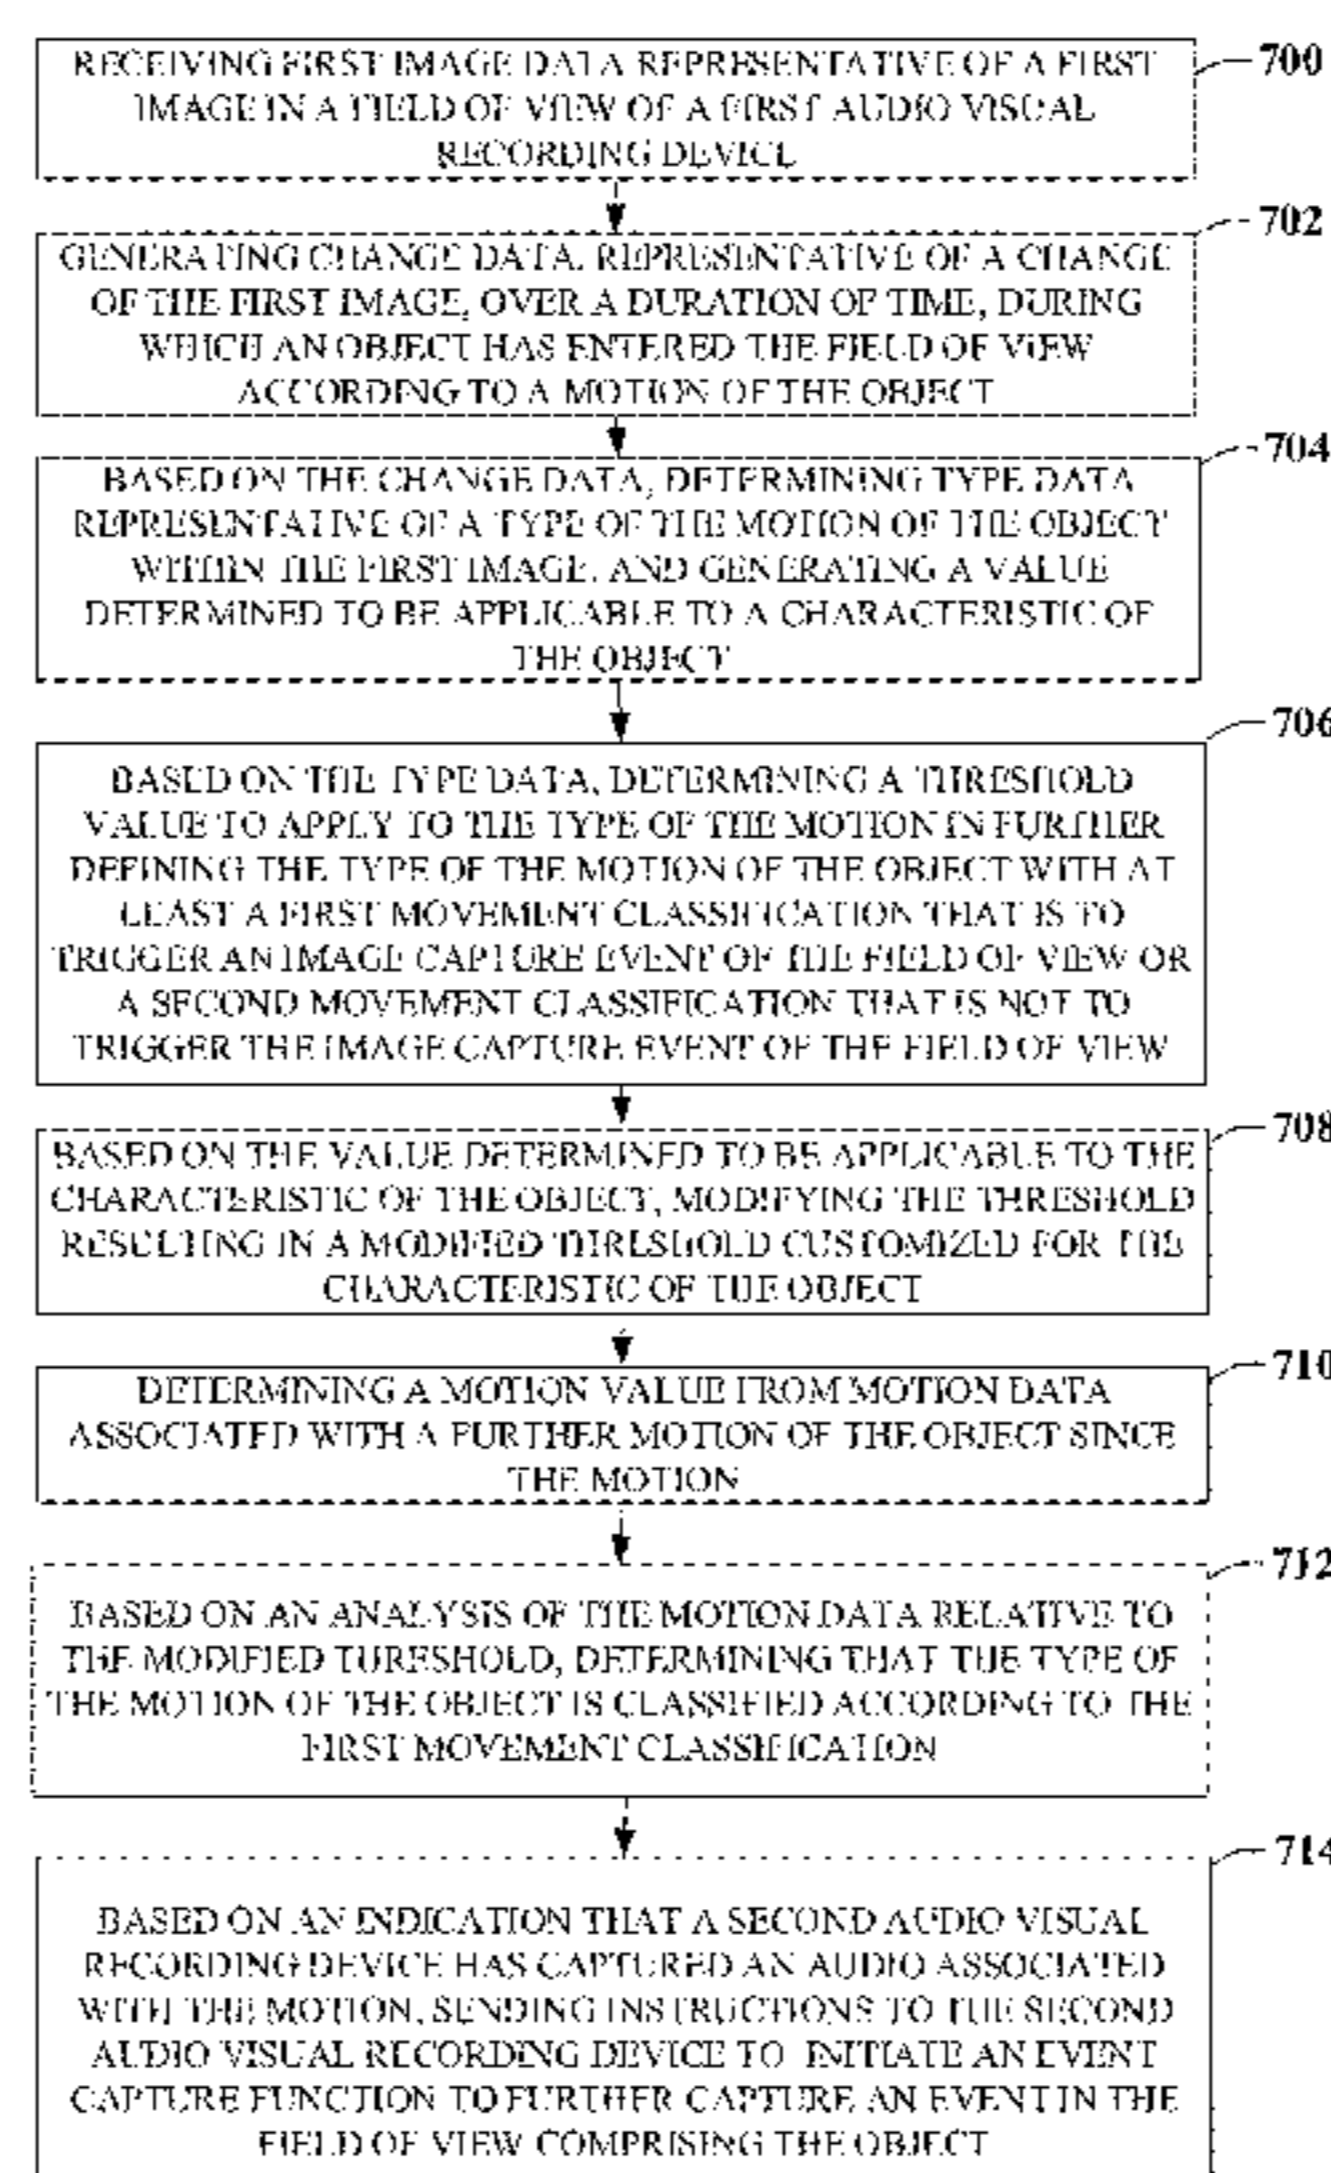 RECEIVING FIRST IMAGE DATA REPRESENTATIVE OF A FIRST
IMAGE IN A FIELD OF VIEW OF A FIRST AUDIO VISUAL
RECORDING DEVICE
700
GENERATING CHANGE DATA, REPRESENTATIVE OF A CHANGE
OF THE FIRST IMAGE, OVER A DURATION OF TIME, DURING
WHICH AN OBJECT HAS ENTERED THE FIELD OF VIEW
ACCORDING TO A MOTION OF THE OBJECT
702
BASED ON THE CHANGE DATA, DETERMINING TYPE DATA
REPRESENTATIVE OF A TYPE OF THE MOTION OF THE OBJECT
WITHIN THE FIRST IMAGE, AND GENERATING A VALUE
DETERMINED TO BE APPLICABLE TO A CHARACTERISTIC OF
THE OBJECT
704
BASED ON THE TYPE DATA, DETERMINING A THRESHOLD
VALUE TO APPLY TO THE TYPE OF THE MOTION IN FURTHER
DEFINING THE TYPE OF THE MOTION OF THE OBJECT WITH AT
LEAST A FIRST MOVEMENT CLASSIFICATION THAT IS TO
TRIGGER AN IMAGE CAPTURE EVENT OF THE FIELD OF VIEW OR
A SECOND MOVEMENT CLASSIFICATION THAT IS NOT TO
TRIGGER THE IMAGE CAPTURE EVENT OF THE FIELD OF VIEW
706
BASED ON THE VALUE DETERMINED TO BE APPLICABLE TO THE
CHARACTERISTIC OF THE OBJECT, MODIFYING THE THRESHOLD
RESULTING IN A MODIFIED THRESHOLD CUSTOMIZED FOR THE
CHARACTERISTIC OF THE OBJECT
708
DETERMINING A MOTION VALUE FROM MOTION DATA
ASSOCIATED WITH A FURTHER MOTION OF THE OBJECT SINCE
THE MOTION
710
BASED ON AN ANALYSIS OF THE MOTION DATA RELATIVE TO
THE MODIFIED THRESHOLD, DETERMINING THAT THE TYPE OF
THE MOTION OF THE OBJECT IS CLASSIFIED ACCORDING TO THE
FIRST MOVEMENT CLASSIFICATION
712
BASED ON AN INDICATION THAT A SECOND AUDIO VISUAL
RECORDING DEVICE HAS CAPTURED AN AUDIO ASSOCIATED
WITH THE MOTION, SENDING INSTRUCTIONS TO THE SECOND
AUDIO VISUAL RECORDING DEVICE TO INITIATE AN EVENT
CAPTURE FUNCTION TO FURTHER CAPTURE AN EVENT IN THE
FIELD OF VIEW COMPRISING THE OBJECT
714